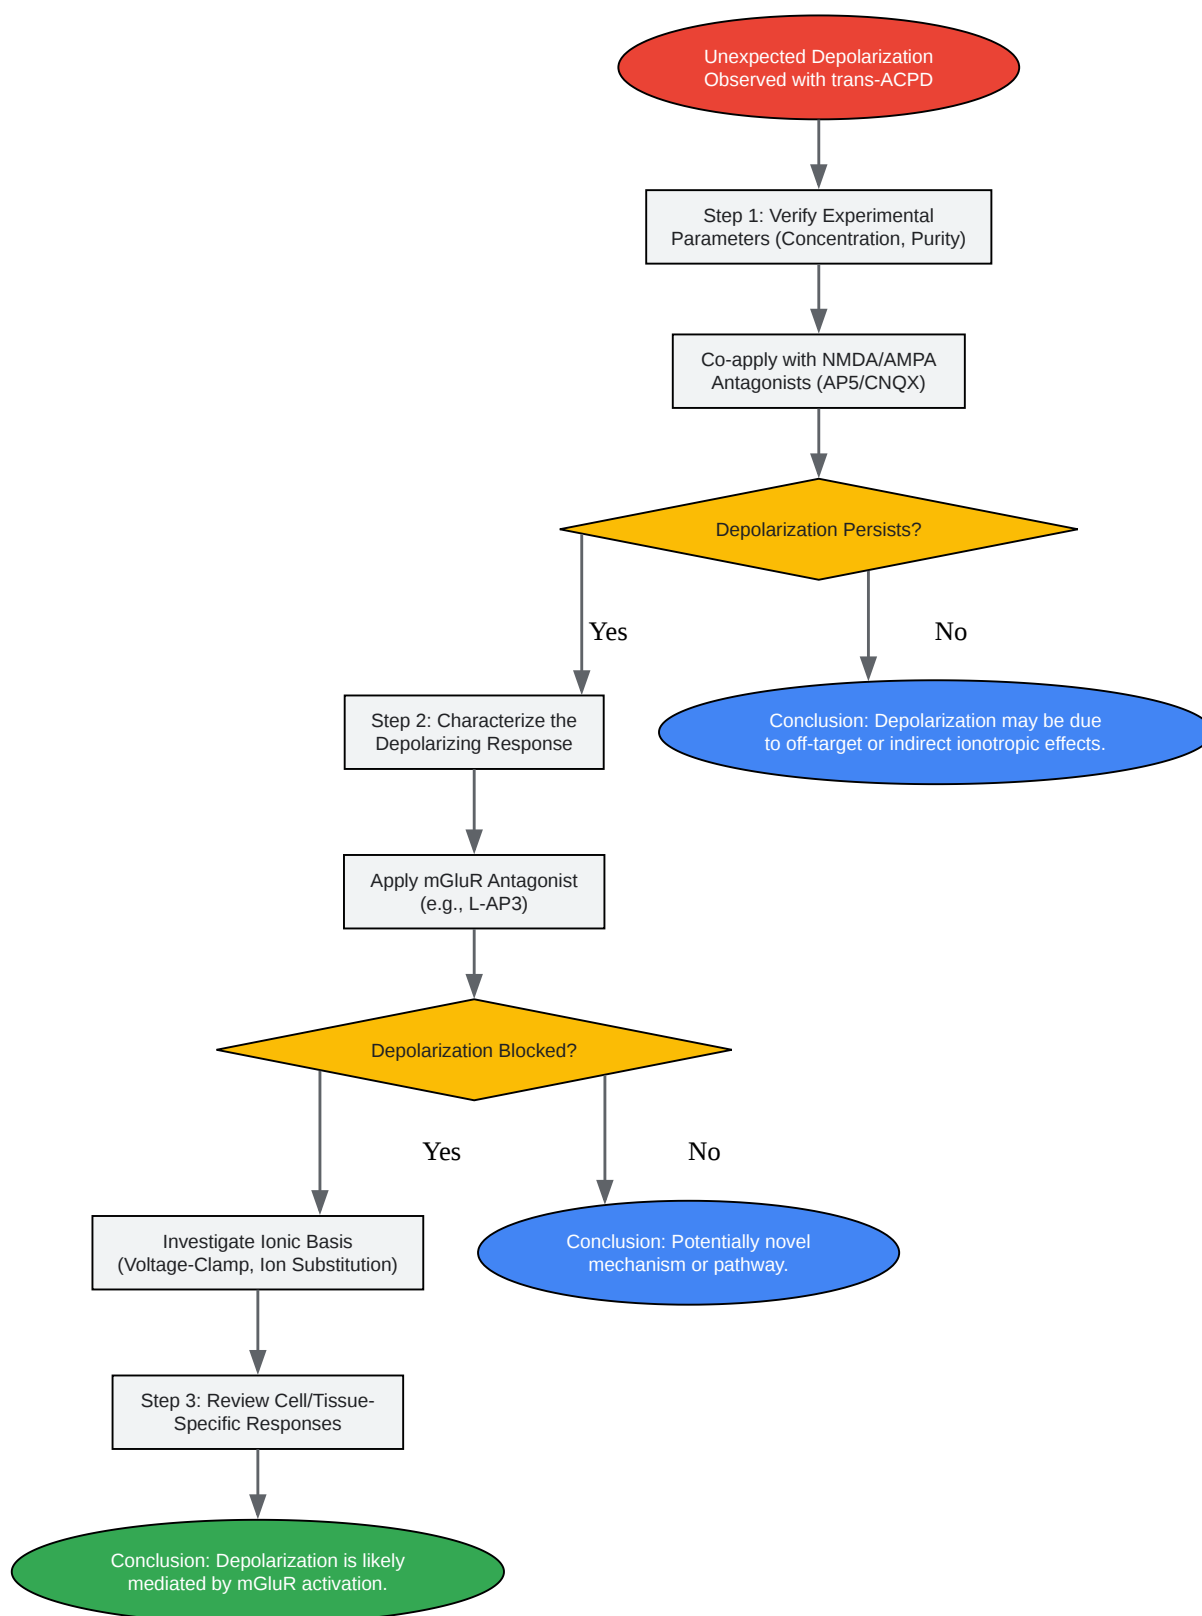 Unexpected Depolarization
Observed with trans-ACPD
Step 1: Verify Experimental
Parameters (Concentration, Purity)
Co-apply with NMDA/AMPA
Antagonists (AP5/CNQX)
Depolarization Persists?
Yes
No
Step 2: Characterize the
Depolarizing Response
Conclusion: Depolarization may be due
to off-target or indirect ionotropic effects.
Apply mGluR Antagonist
(e.g., L-AP3)
Depolarization Blocked?
Yes
No
Investigate Ionic Basis
(Voltage-Clamp, Ion Substitution)
Conclusion: Potentially novel
mechanism or pathway.
Step 3: Review Cell/Tissue-
Specific Responses
Conclusion: Depolarization is likely
mediated by mGluR activation.